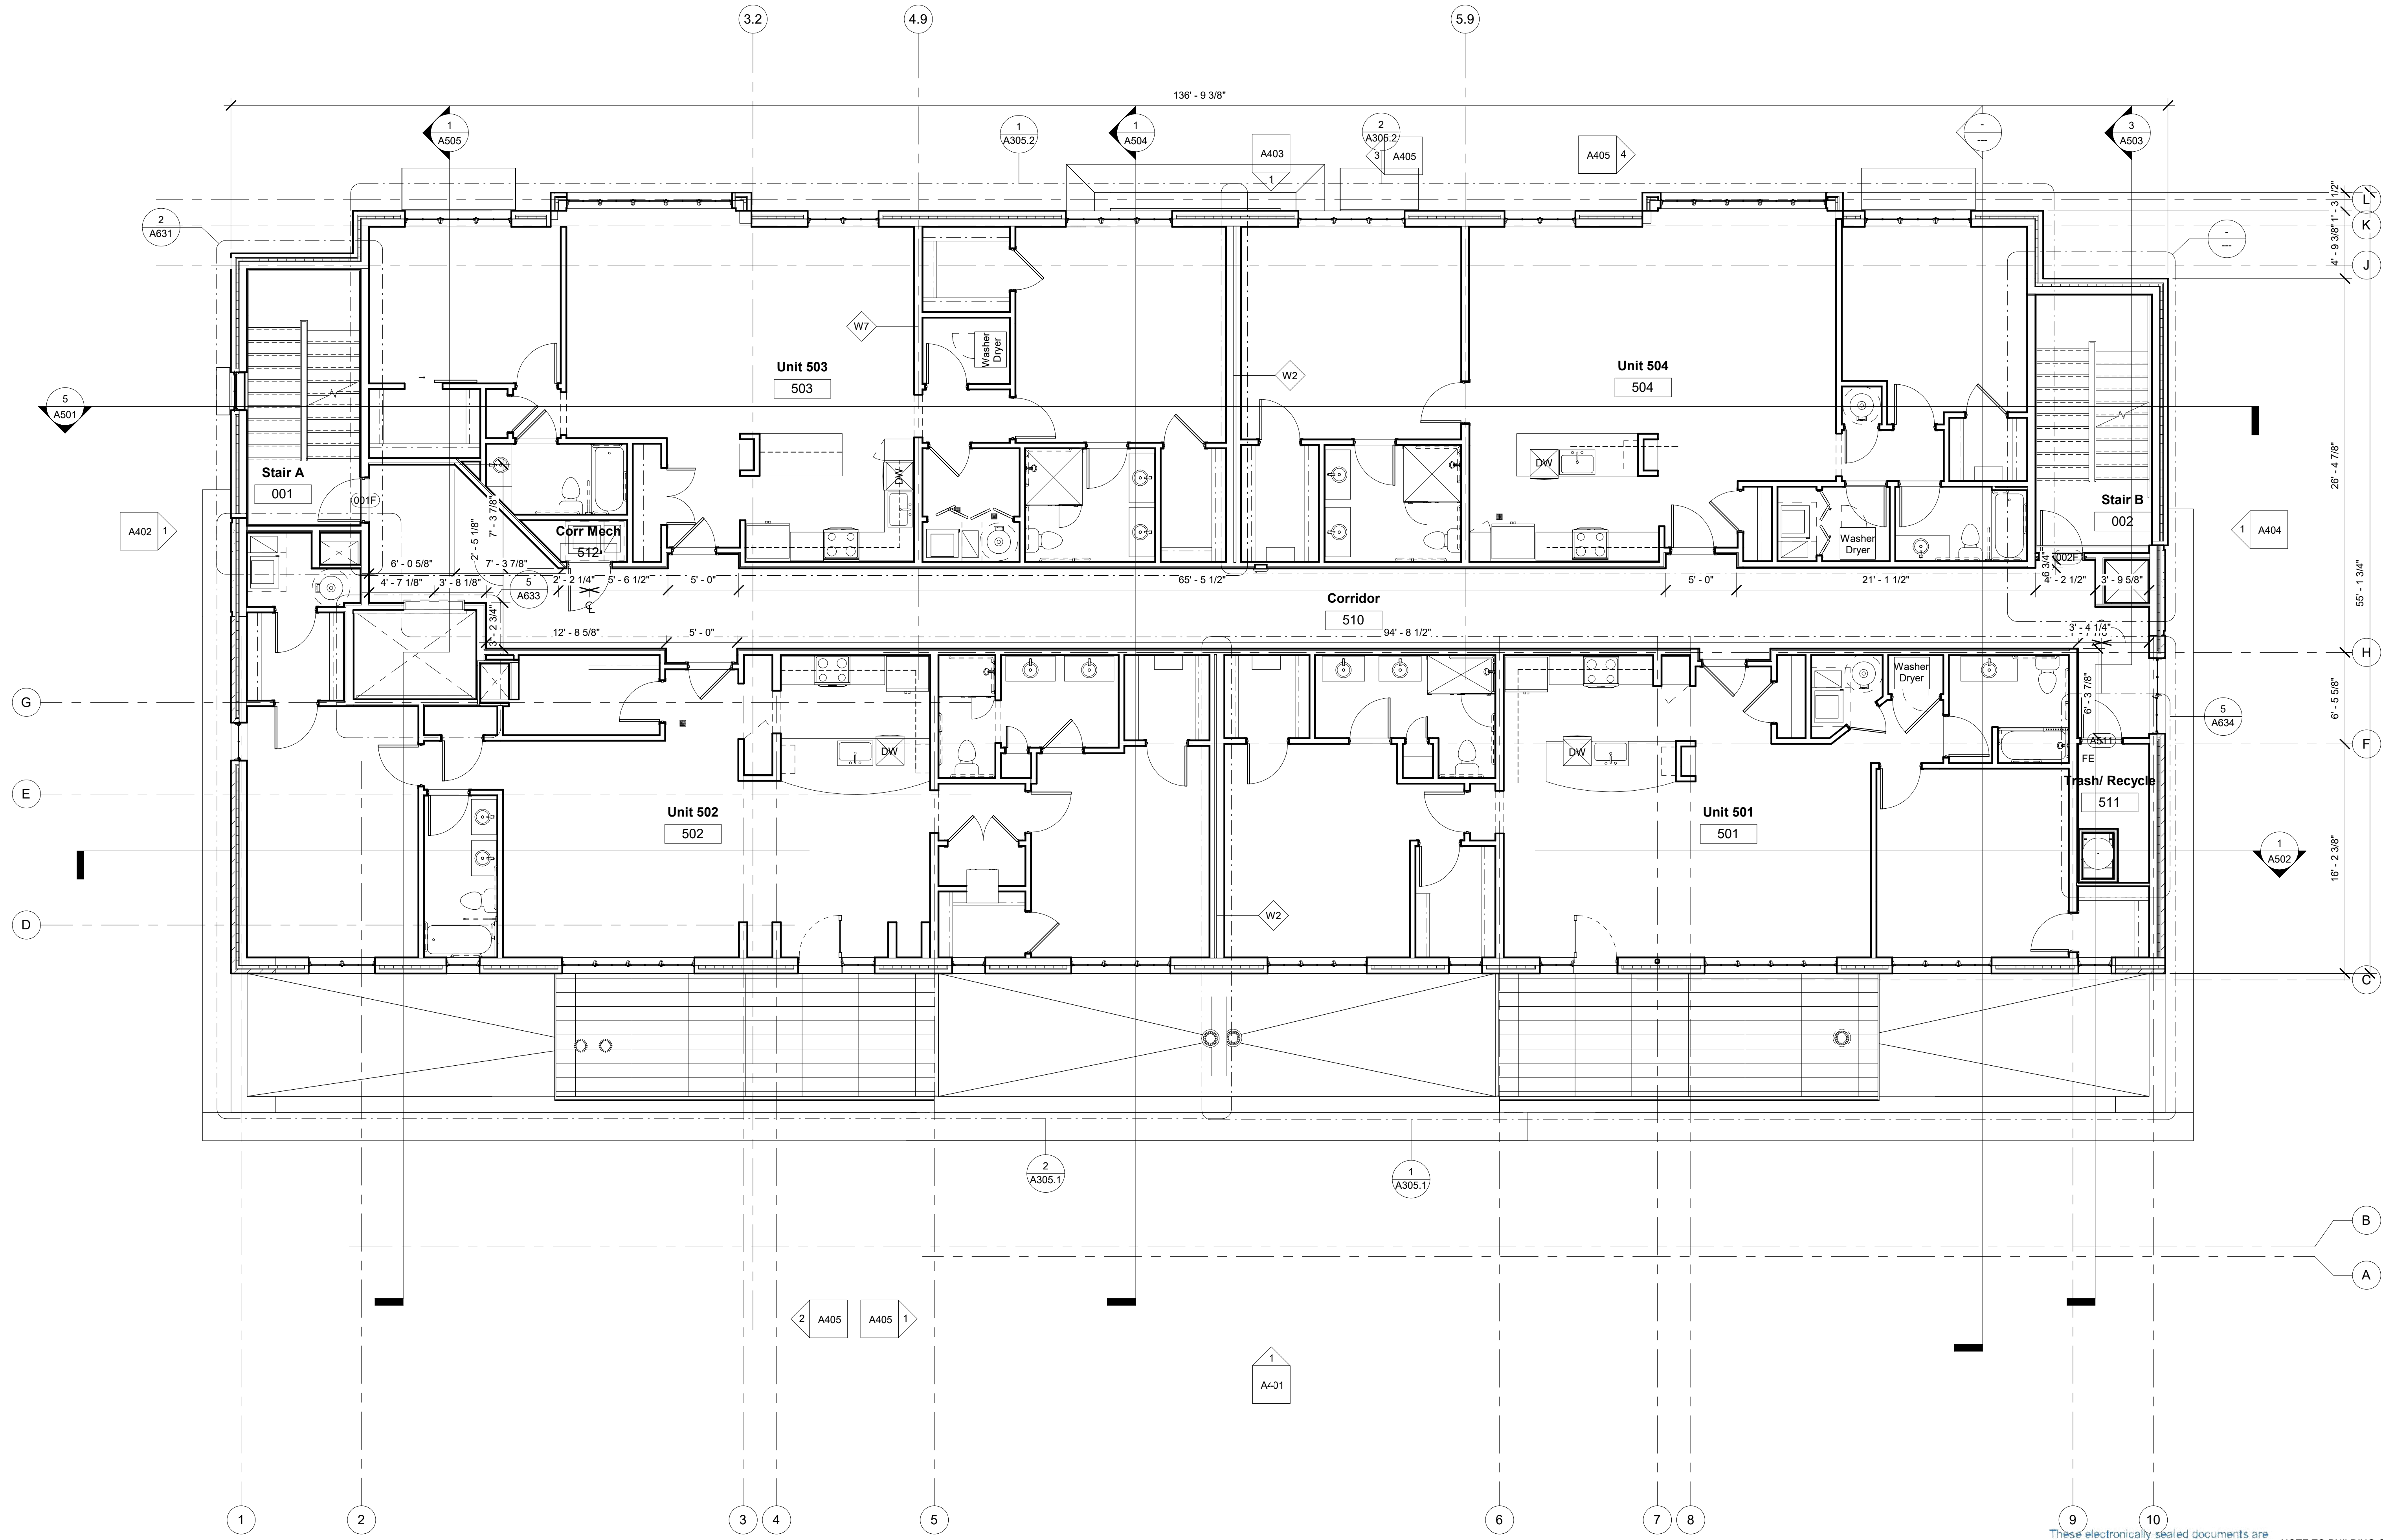 3.2
4.9
5.9
136' - 9 3/8"
1
A505
1
A305.2
1
A504
A403
1
2
A305.2
3
A405
A405
4
-
---
3
A503
2
A631
1' - 3 1/2"
4' - 9 3/8"
L
K
J
-
---
W7
Washer
Dryer
Unit 503
503
W2
Unit 504
504
5
A501
DW
DW
Stair A
001
001F
7' - 3 7/8"
2' - 5 1/8"
26' - 4 7/8"
Stair B
002
A402
1
Corr Mech
512
Washer
Dryer
002F
1
A404
6' - 0 5/8"
7' - 3 7/8"
4' - 7 1/8"
3' - 8 1/8"
5
A633
2' - 2 1/4"
5' - 6 1/2"
5' - 0"
65' - 5 1/2"
5' - 0"
21' - 1 1/2"
4' - 2 1/2"
3' - 9 5/8"
55' - 1 3/4"
Corridor
510
3' - 2 3/4"
12' - 8 5/8"
5' - 0"
94' - 8 1/2"
3' - 4 1/4"
H
Washer
Dryer
6' - 3 7/8"
6' - 5 5/8"
G
5
A634
DW
DW
A511
F
FE
Trash/ Recycle
511
E
Unit 502
502
Unit 501
501
1
A502
16' - 2 3/8"
W2
D
C
2
A305.1
1
A305.1
B
A
2
A405
A405
1
1
A401
1
2
3
4
5
6
7
8
9
10
These electronically sealed documents are